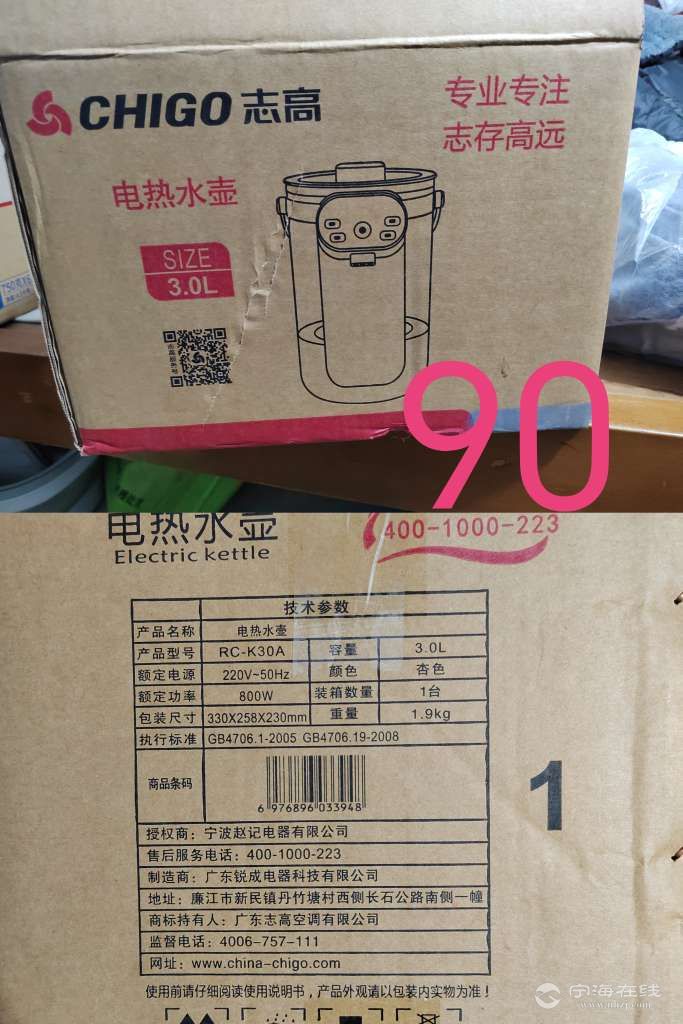 CHIGO 志高
专业专注
志存高远
电热水壶
SIZE
3.0L
90
电热水壶
Electric kettle
400-1000-223
技术参数
产品名称 电热水壶
产品型号 RC-K30A 容量 3.0L
额定电源 220V~50Hz 颜色 杏色
额定功率 800W 装箱数量 1台
包装尺寸 330X258X230mm 重量 1.9kg
执行标准 GB4706.1-2005 GB4706.19-2008
商品条码
6 976896 033948
授权商：宁波赵记电器有限公司
售后服务电话：400-1000-223
制造商：广东锐成电器科技有限公司
地址：廉江市新民镇丹竹塘村西侧长石公路南侧一幢
商标持有人：广东志高空调有限公司
监督电话：4006-757-111
网址：www.china-chigo.com
使用前请仔细阅读使用说明书，产品外观请以包装内实物为准！
1
宁海在线
www.nhzj.com